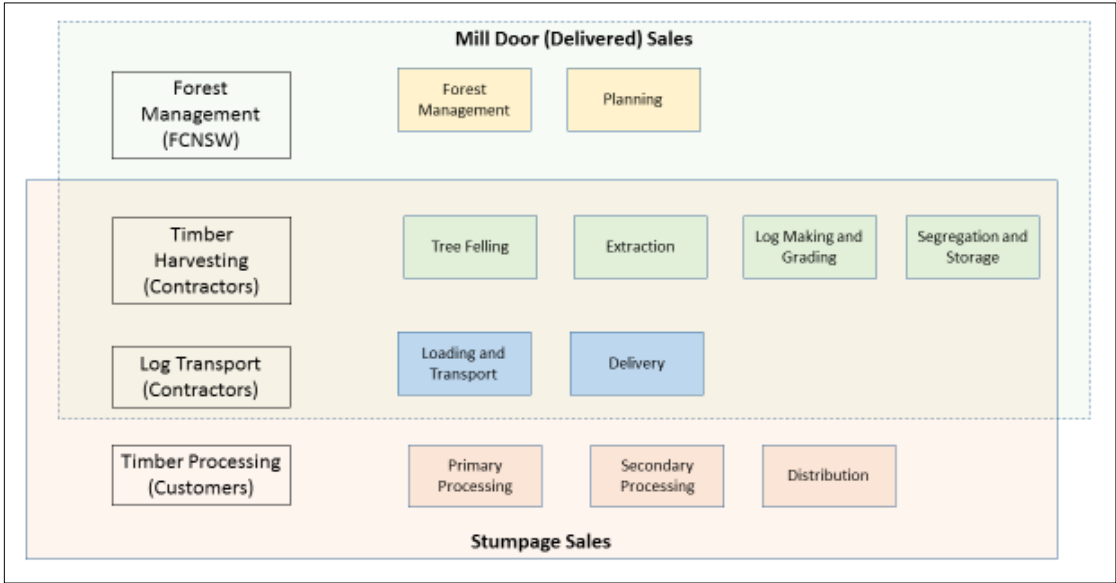 Mill Door (Delivered) Sales
Forest
Management
(FCNSW)
Forest
Management
Planning
Timber
Harvesting
(Contractors)
Tree Felling
Extraction
Log Making and
Grading
Segregation and
Storage
Log Transport
(Contractors)
Loading and
Transport
Delivery
Timber Processing
(Customers)
Primary
Processing
Secondary
Processing
Distribution
Stumpage Sales